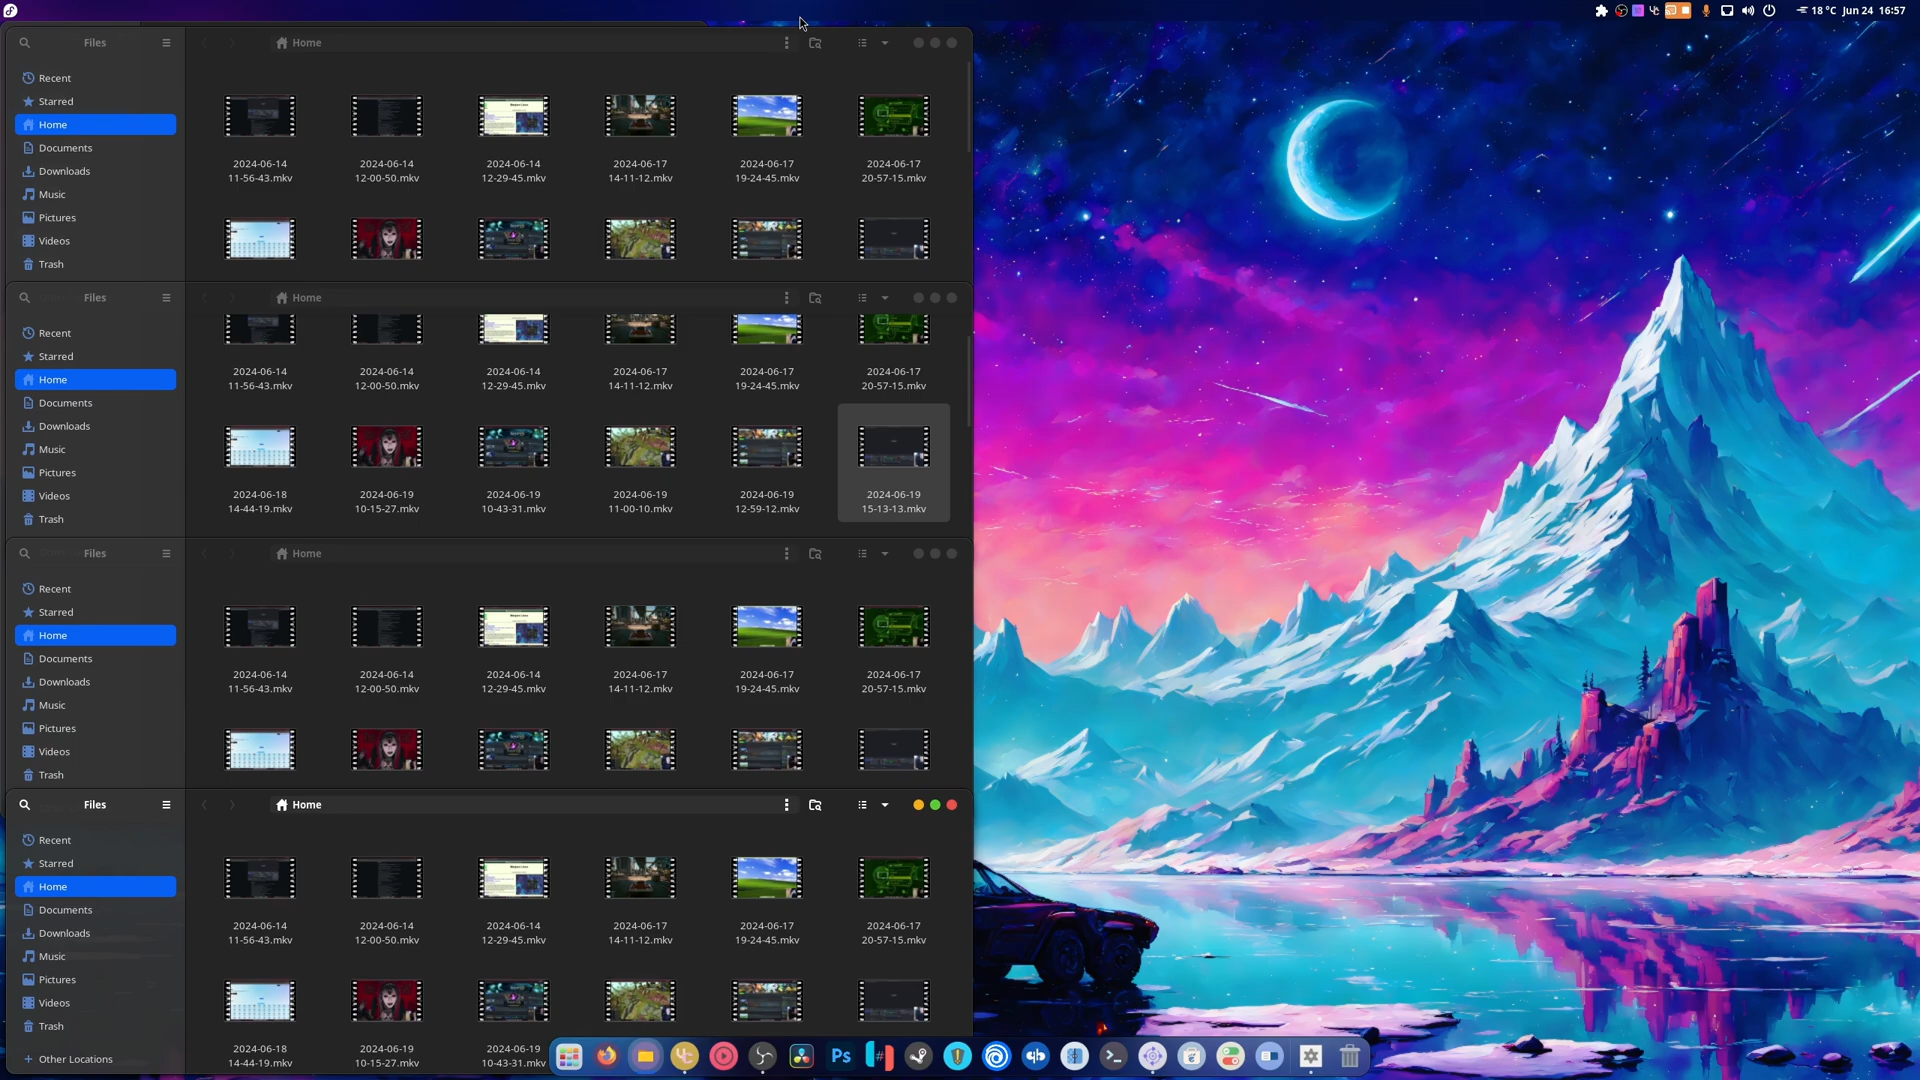 18 °C Jun 24 16:57
Files
Home
Recent
Starred
Home
Documents
Downloads
Music
Pictures
Videos
Trash
2024-06-14 2024-06-14 2024-06-14 2024-06-17 2024-06-17 2024-06-17
11-56-43.mkv 12-00-50.mkv 12-29-45.mkv 14-11-12.mkv 19-24-45.mkv 20-57-15.mkv
Files
Home
Recent
Starred
Home
Documents
Downloads
Music
Pictures
Videos
Trash
2024-06-14 2024-06-14 2024-06-14 2024-06-17 2024-06-17 2024-06-17
11-56-43.mkv 12-00-50.mkv 12-29-45.mkv 14-11-12.mkv 19-24-45.mkv 20-57-15.mkv
2024-06-18 2024-06-19 2024-06-19 2024-06-19 2024-06-19 2024-06-19
14-44-19.mkv 10-15-27.mkv 10-43-31.mkv 11-00-10.mkv 12-59-12.mkv 15-13-13.mkv
Files
Home
Recent
Starred
Home
Documents
Downloads
Music
Pictures
Videos
Trash
2024-06-14 2024-06-14 2024-06-14 2024-06-17 2024-06-17 2024-06-17
11-56-43.mkv 12-00-50.mkv 12-29-45.mkv 14-11-12.mkv 19-24-45.mkv 20-57-15.mkv
Files
Home
Recent
Starred
Home
Documents
Downloads
Music
Pictures
Videos
Trash
Other Locations
2024-06-14 2024-06-14 2024-06-14 2024-06-17 2024-06-17 2024-06-17
11-56-43.mkv 12-00-50.mkv 12-29-45.mkv 14-11-12.mkv 19-24-45.mkv 20-57-15.mkv
2024-06-18 2024-06-19 2024-06-19
14-44-19.mkv 10-15-27.mkv 10-43-31.mkv
Ps